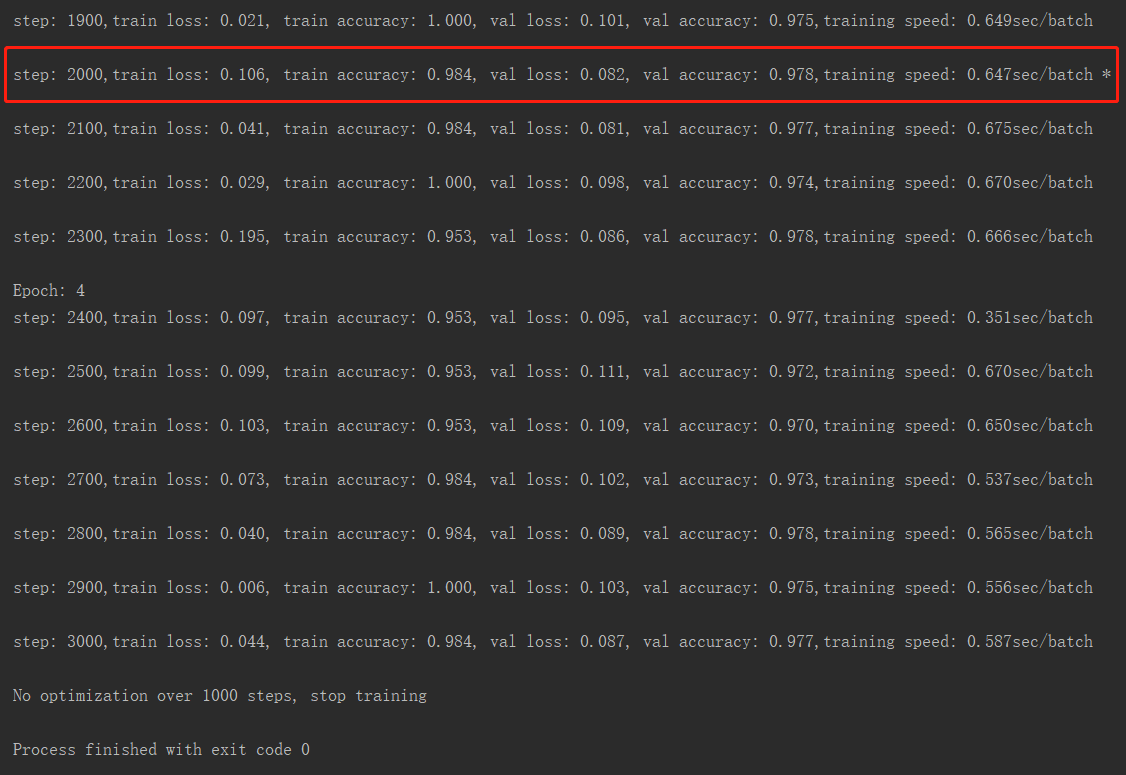 step: 1900,train loss: 0.021, train accuracy: 1.000, val loss: 0.101, val accuracy: 0.975,training speed: 0.649sec/batch
step: 2000,train loss: 0.106, train accuracy: 0.984, val loss: 0.082, val accuracy: 0.978,training speed: 0.647sec/batch *
step: 2100,train loss: 0.041, train accuracy: 0.984, val loss: 0.081, val accuracy: 0.977,training speed: 0.675sec/batch
step: 2200,train loss: 0.029, train accuracy: 1.000, val loss: 0.098, val accuracy: 0.974,training speed: 0.670sec/batch
step: 2300,train loss: 0.195, train accuracy: 0.953, val loss: 0.086, val accuracy: 0.978,training speed: 0.666sec/batch
Epoch: 4
step: 2400,train loss: 0.097, train accuracy: 0.953, val loss: 0.095, val accuracy: 0.977,training speed: 0.351sec/batch
step: 2500,train loss: 0.099, train accuracy: 0.953, val loss: 0.111, val accuracy: 0.972,training speed: 0.670sec/batch
step: 2600,train loss: 0.103, train accuracy: 0.953, val loss: 0.109, val accuracy: 0.970,training speed: 0.650sec/batch
step: 2700,train loss: 0.073, train accuracy: 0.984, val loss: 0.102, val accuracy: 0.973,training speed: 0.537sec/batch
step: 2800,train loss: 0.040, train accuracy: 0.984, val loss: 0.089, val accuracy: 0.978,training speed: 0.565sec/batch
step: 2900,train loss: 0.006, train accuracy: 1.000, val loss: 0.103, val accuracy: 0.975,training speed: 0.556sec/batch
step: 3000,train loss: 0.044, train accuracy: 0.984, val loss: 0.087, val accuracy: 0.977,training speed: 0.587sec/batch
No optimization over 1000 steps, stop training
Process finished with exit code 0